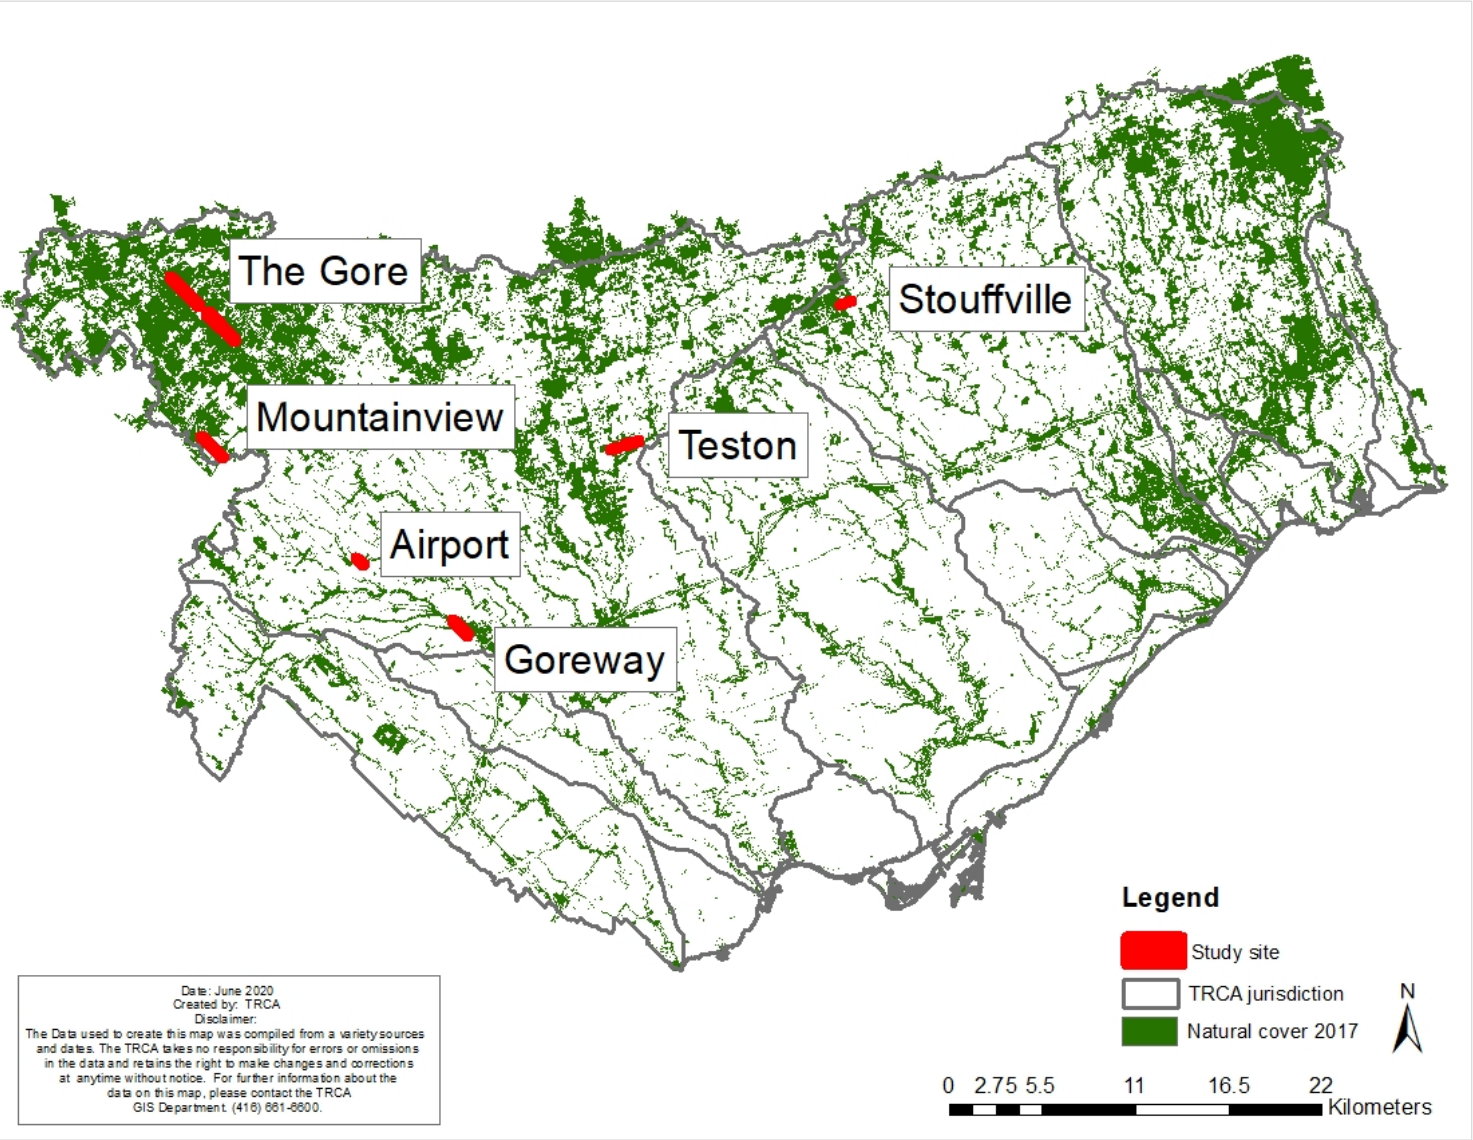 The Gore
Stouffville
Mountainview
Teston
Airport
Goreway
Legend
Study site
TRCA jurisdiction
Natural cover 2017
N
0 2.75 5.5 11 16.5 22
Kilometers
Date: June 2020
Created by: TRCA
Disclaimer:
The Data used to create this map was compiled from a variety sources
and dates. The TRCA takes no responsibility for errors or omissions
in the data and retains the right to make changes and corrections
at anytime without notice. For further information about the
data on this map, please contact the TRCA
GIS Department. (416) 661-6600.